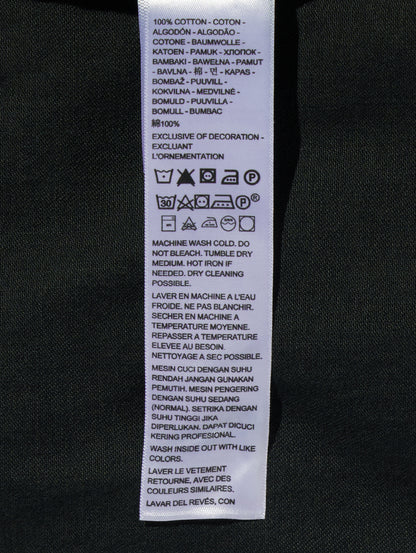 100% COTTON - COTON -
ALGODÓN - ALGODÃO -
COTONE - BAUMWOLLE -
KATOEN - PAMUK - ХЛОПОК -
BAMBAKI - BAWEŁNA - PAMUT
- BAVLNA - 棉 - 면 - KAPAS -
BOMBAŽ - PUUVILL -
KOKVILNA - MEDVILNĖ -
BOMULD - PUUVILLA -
BOMULL - BUMBAC
綿100%
EXCLUSIVE OF DECORATION -
EXCLUANT
L'ORNEMENTATION
P
30 P®
MACHINE WASH COLD. DO
NOT BLEACH. TUMBLE DRY
MEDIUM. HOT IRON IF
NEEDED. DRY CLEANING
POSSIBLE.
LAVER EN MACHINE A L'EAU
FROIDE. NE PAS BLANCHIR.
SECHER EN MACHINE A
TEMPERATURE MOYENNE.
REPASSER A TEMPERATURE
ELEVEE AU BESOIN.
NETTOYAGE A SEC POSSIBLE.
MESIN CUCI DENGAN SUHU
RENDAH JANGAN GUNAKAN
PEMUTIH. MESIN PENGERING
DENGAN SUHU SEDANG
(NORMAL). SETRIKA DENGAN
SUHU TINGGI JIKA
DIPERLUKAN. DAPAT DICUCI
KERING PROFESIONAL.
WASH INSIDE OUT WITH LIKE
COLORS.
LAVER LE VETEMENT
RETOURNE, AVEC DES
COULEURS SIMILAIRES.
LAVAR DEL REVÉS, CON